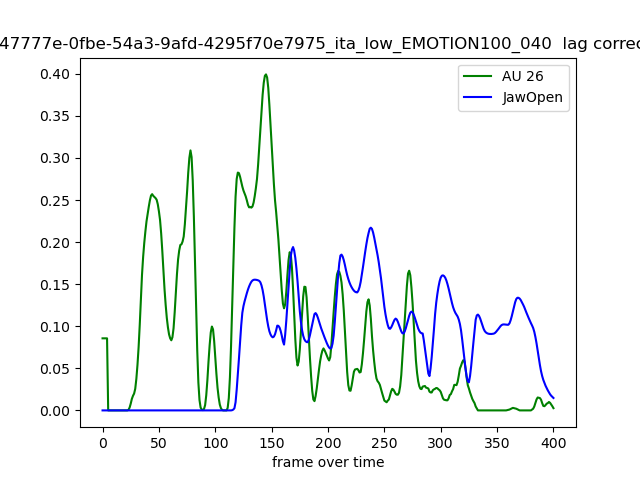 47777e-0fbe-54a3-9afd-4295f70e7975_ita_low_EMOTION100_040 lag correc
AU 26
JawOpen
0.40
0.35
0.30
0.25
0.20
0.15
0.10
0.05
0.00
0 50 100 150 200 250 300 350 400
frame over time